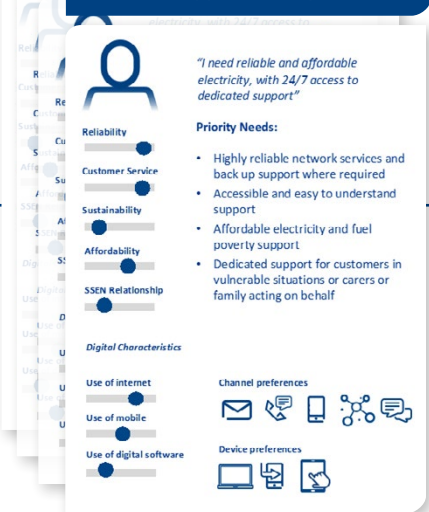 "I need reliable and affordable
electricity, with 24/7 access to
dedicated support"
Reliability
Priority Needs:
Customer Service
Sustainability
Affordability
SSEN Relationship
• Highly reliable network services and
back up support where required
• Accessible and easy to understand
support
• Affordable electricity and fuel
poverty support
• Dedicated support for customers in
vulnerable situations or carers or
family acting on behalf
Digital Characteristics
Use of internet
Use of mobile
Use of digital software
Channel preferences
Device preferences